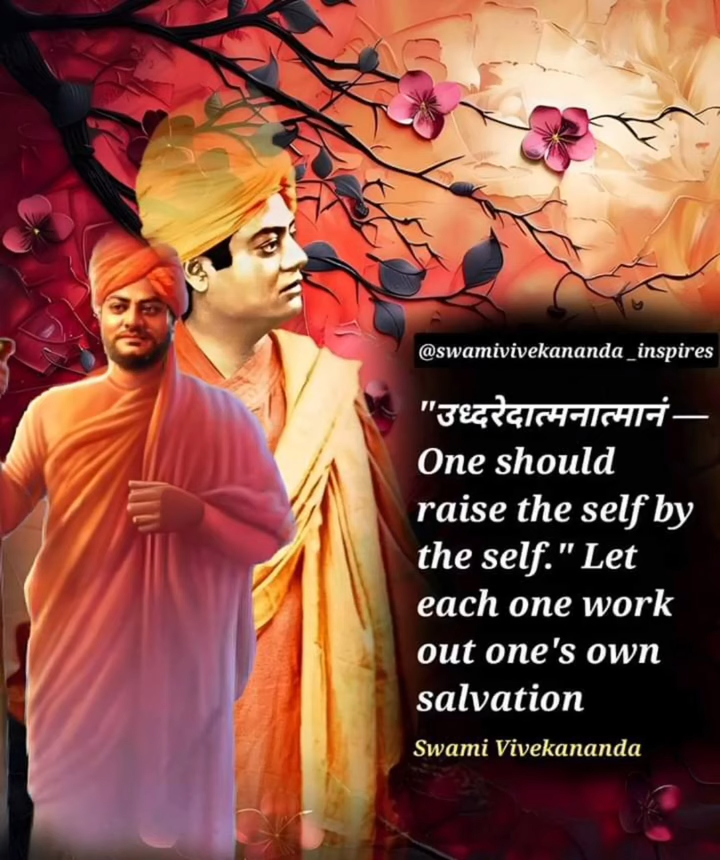 @swamivivekananda_inspires
"उध्दरेदात्मनात्मानं —
One should
raise the self by
the self." Let
each one work
out one's own
salvation
Swami Vivekananda